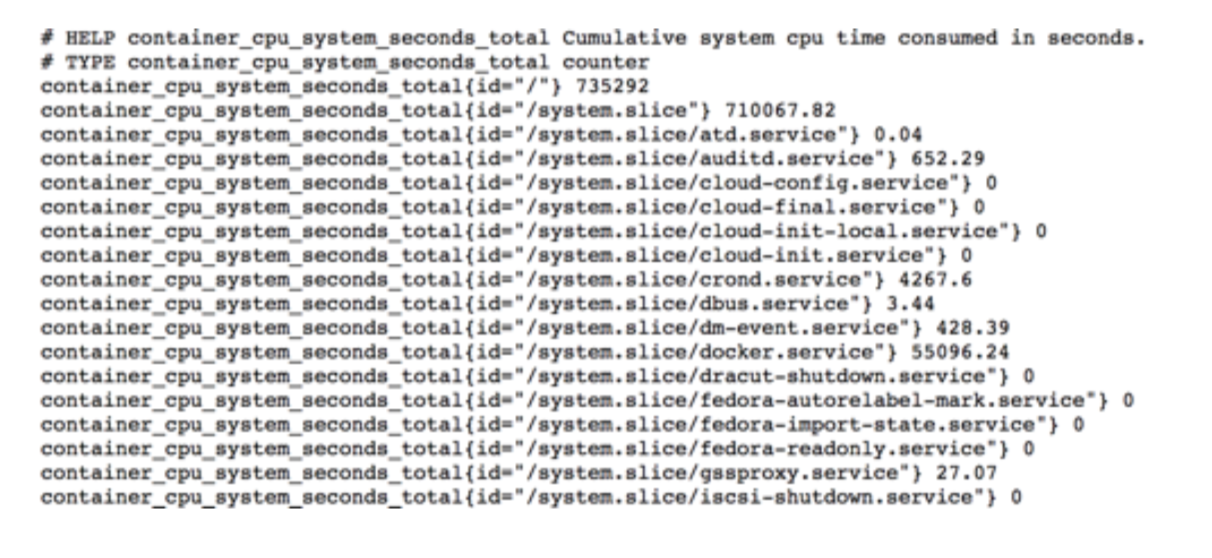 # HELP container_cpu_system_seconds_total Cumulative system cpu time consumed in seconds.
# TYPE container_cpu_system_seconds_total counter
container_cpu_system_seconds_total{id="/"} 735292
container_cpu_system_seconds_total{id="/system.slice"} 710067.82
container_cpu_system_seconds_total{id="/system.slice/atd.service"} 0.04
container_cpu_system_seconds_total{id="/system.slice/auditd.service"} 652.29
container_cpu_system_seconds_total{id="/system.slice/cloud-config.service"} 0
container_cpu_system_seconds_total{id="/system.slice/cloud-final.service"} 0
container_cpu_system_seconds_total{id="/system.slice/cloud-init-local.service"} 0
container_cpu_system_seconds_total{id="/system.slice/cloud-init.service"} 0
container_cpu_system_seconds_total{id="/system.slice/crond.service"} 4267.6
container_cpu_system_seconds_total{id="/system.slice/dbus.service"} 3.44
container_cpu_system_seconds_total{id="/system.slice/dm-event.service"} 428.39
container_cpu_system_seconds_total{id="/system.slice/docker.service"} 55096.24
container_cpu_system_seconds_total{id="/system.slice/dracut-shutdown.service"} 0
container_cpu_system_seconds_total{id="/system.slice/fedora-autorelabel-mark.service"} 0
container_cpu_system_seconds_total{id="/system.slice/fedora-import-state.service"} 0
container_cpu_system_seconds_total{id="/system.slice/fedora-readonly.service"} 0
container_cpu_system_seconds_total{id="/system.slice/gssproxy.service"} 27.07
container_cpu_system_seconds_total{id="/system.slice/iscsi-shutdown.service"} 0